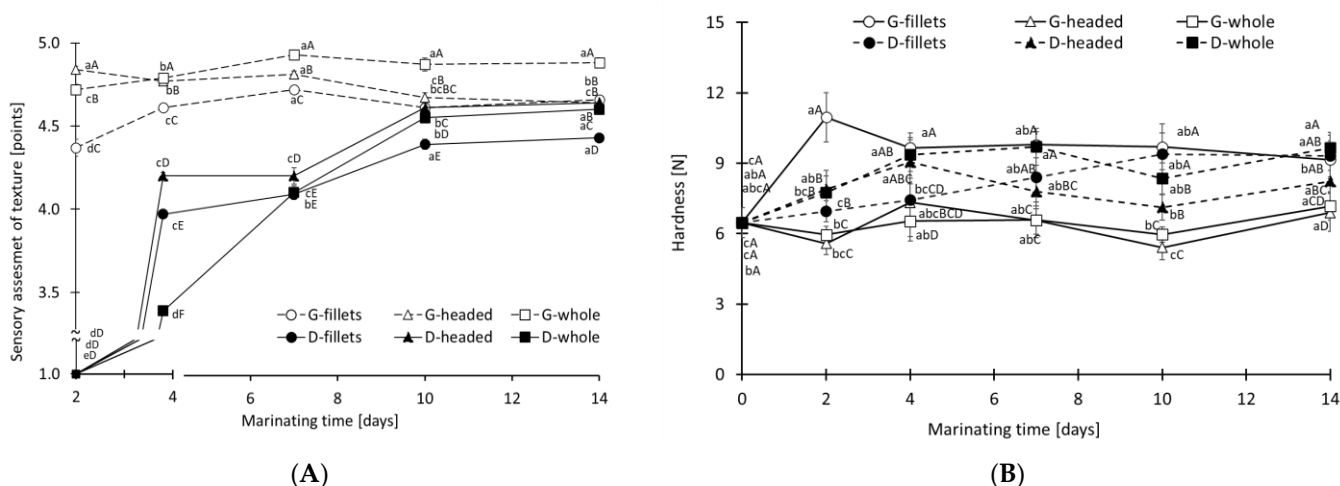 5.0
4.5
4.0
3.5
1.0
Sensory assesmet of texture [points]
aA
cB
dC
bA
bB
cC
aA
aB
aC
aA
cB
bcBC
bC
bD
aE
aA
bB
cB
aB
aC
aD
cD
cE
dF
cD
cE
bE
dD
dD
eD
G-fillets G-headed G-whole
D-fillets D-headed D-whole
2 4 6 8 10 12 14
Marinating time [days]
(A)
15
12
9
6
3
0
Hardness [N]
G-fillets G-headed G-whole
D-fillets D-headed D-whole
cA
abA
abcA
cA
cA
bA
aA
abB
bcB
cB
bC
bcC
aA
aAB
aABC
bcCD
abcBCD
abD
abA
aA
abAB
abBC
abC
abC
abA
abA
abB
bB
bC
cC
aA
aAB
bAB
aBC
aCD
aD
0 2 4 6 8 10 12 14
Marinating time [days]
(B)